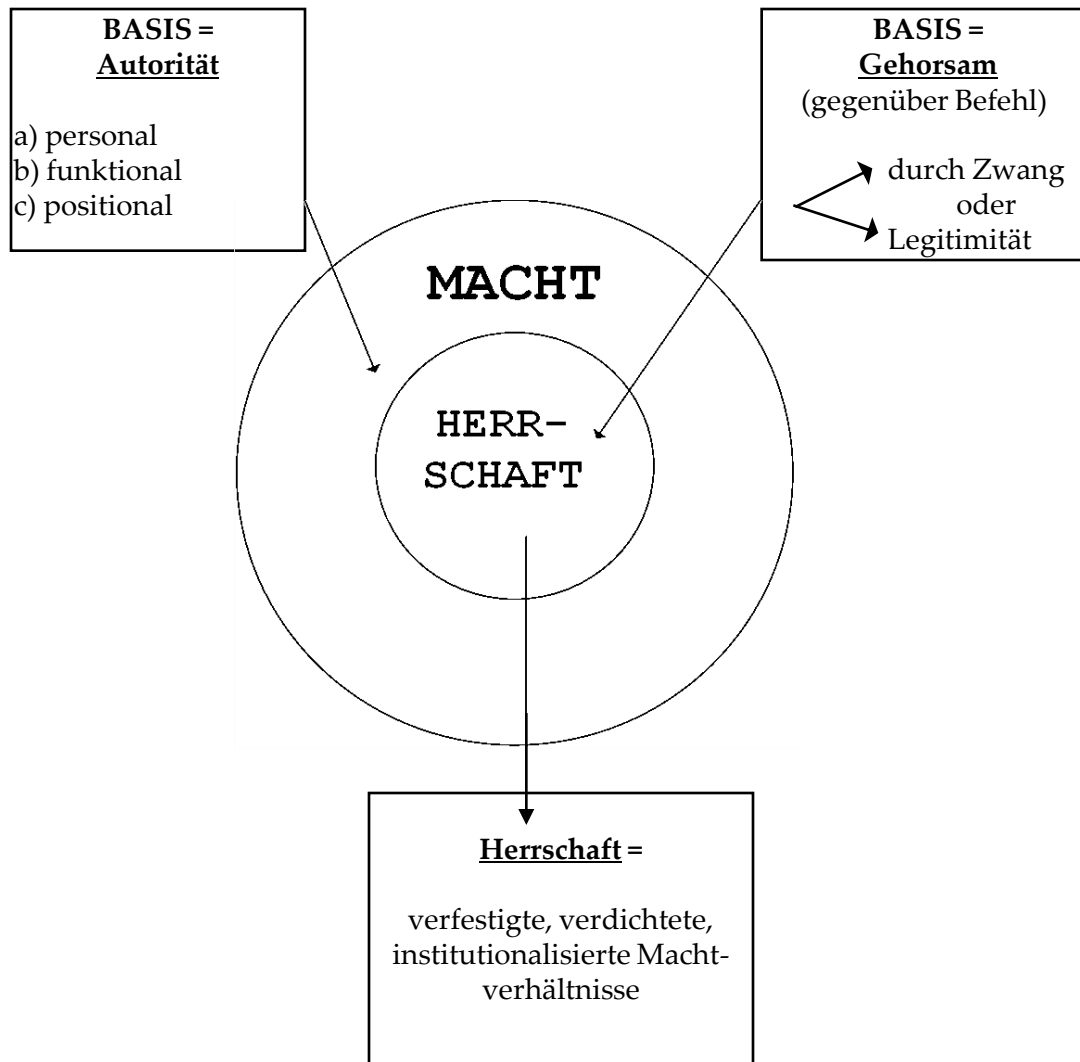 BASIS =
Autorität
a) personal
b) funktional
c) positional
BASIS =
Gehorsam
(gegenüber Befehl)
durch Zwang
oder
Legitimität
MACHT
HERR-
SCHAFT
Herrschaft =
verfestigte, verdichtete,
institutionalisierte Macht-
verhältnisse